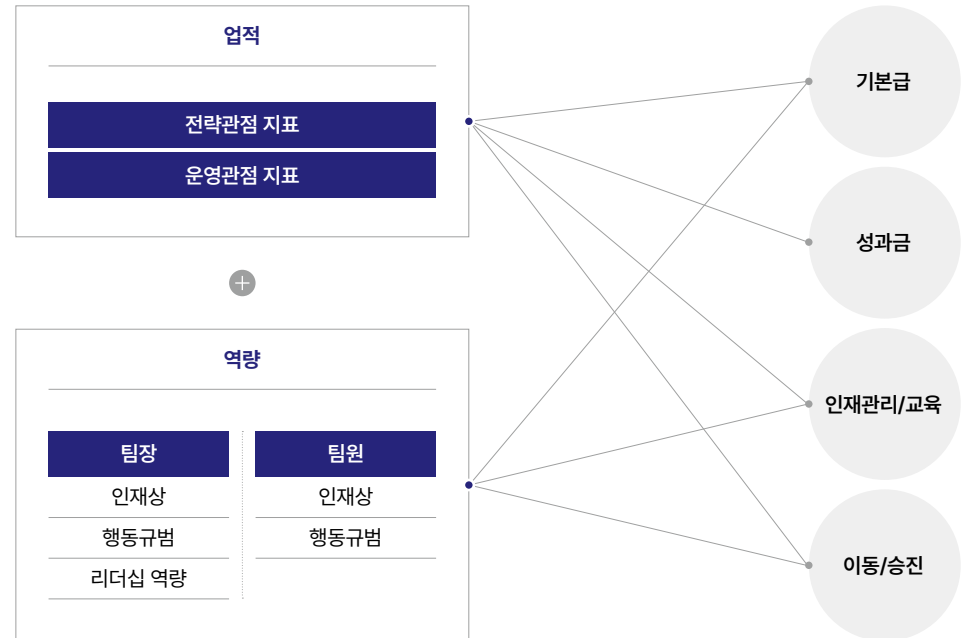 업적
전략관점 지표
운영관점 지표
역량
팀장
인재상
행동규범
리더십 역량
팀원
인재상
행동규범
기본급
성과금
인재관리/교육
이동/승진